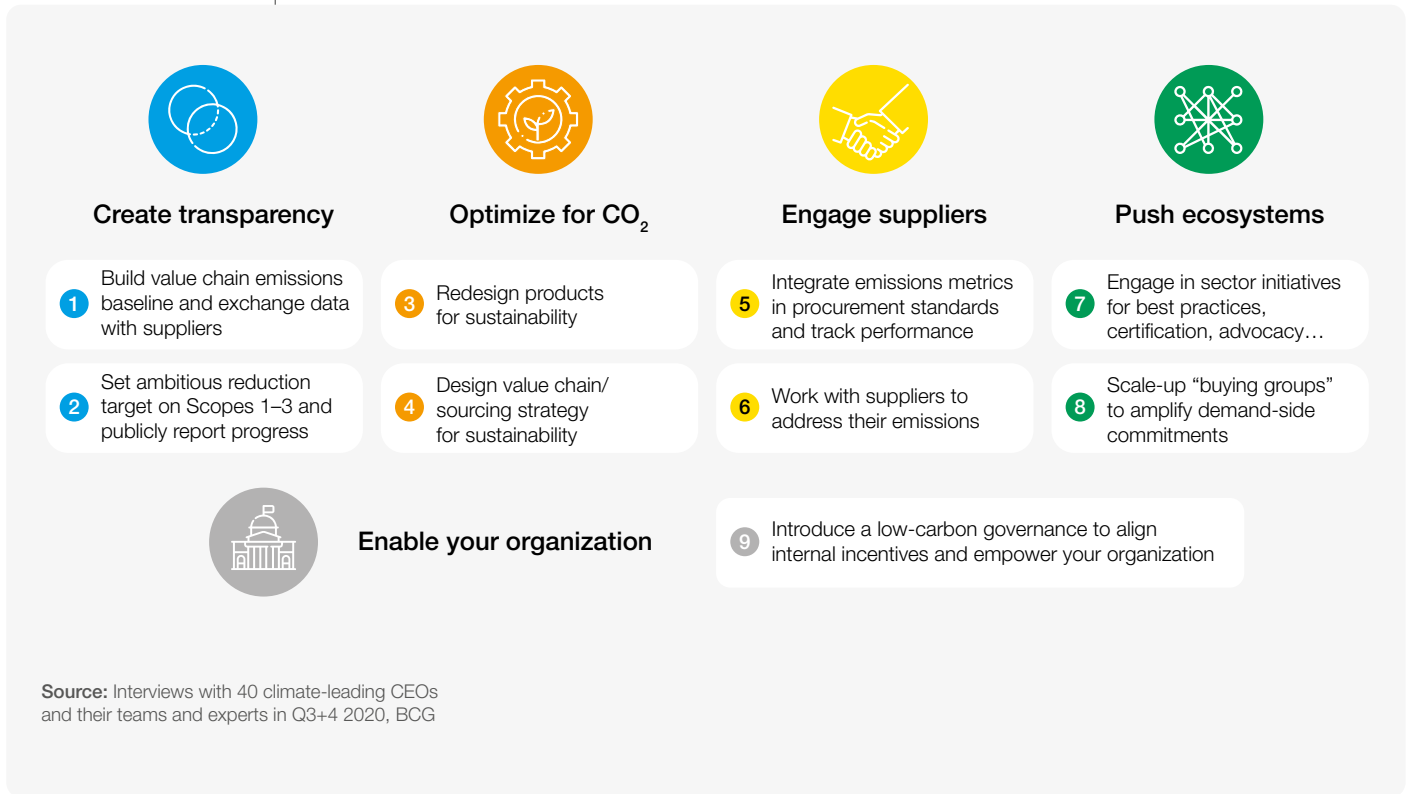 Create transparency
1
Build value chain emissions
baseline and exchange data
with suppliers
2
Set ambitious reduction
target on Scopes 1–3 and
publicly report progress
Optimize for CO2
3
Redesign products
for sustainability
4
Design value chain/
sourcing strategy
for sustainability
Engage suppliers
5
Integrate emissions metrics
in procurement standards
and track performance
6
Work with suppliers to
address their emissions
Push ecosystems
7
Engage in sector initiatives
for best practices,
certification, advocacy…
8
Scale-up “buying groups”
to amplify demand-side
commitments
Enable your organization
9
Introduce a low-carbon governance to align
internal incentives and empower your organization
Source: Interviews with 40 climate-leading CEOs
and their teams and experts in Q3+4 2020, BCG